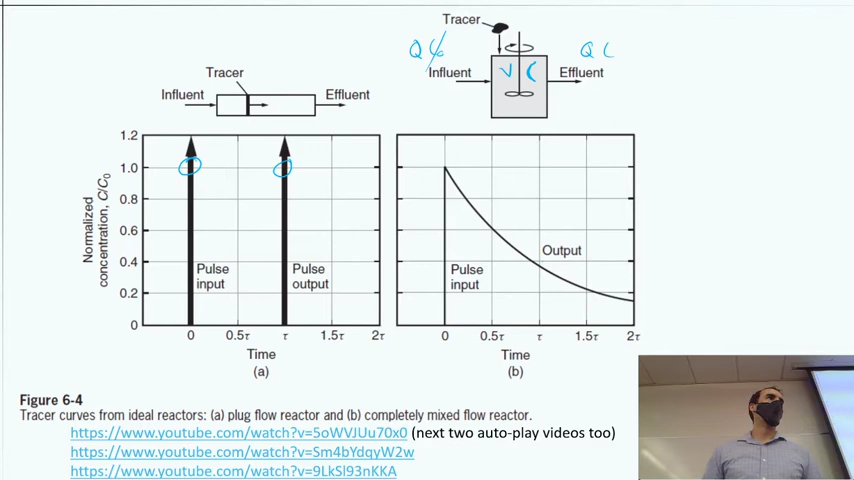 Tracer
Q C₀
Q C
Influent
V C
Effluent
Tracer
Influent
Effluent
Normalized
concentration, C/C₀
1.2
1.0
0.8
0.6
0.4
0.2
0
Pulse
input
Pulse
output
0
0.5τ
τ
1.5τ
2τ
Time
(a)
Pulse
input
Output
0
0.5τ
τ
1.5τ
2τ
Time
(b)
Figure 6-4
Tracer curves from ideal reactors: (a) plug flow reactor and (b) completely mixed flow reactor.
https://www.youtube.com/watch?v=5oWVJUu70x0 (next two auto-play videos too)
https://www.youtube.com/watch?v=Sm4bYdqyW2w
https://www.youtube.com/watch?v=9LkSl93nKKA